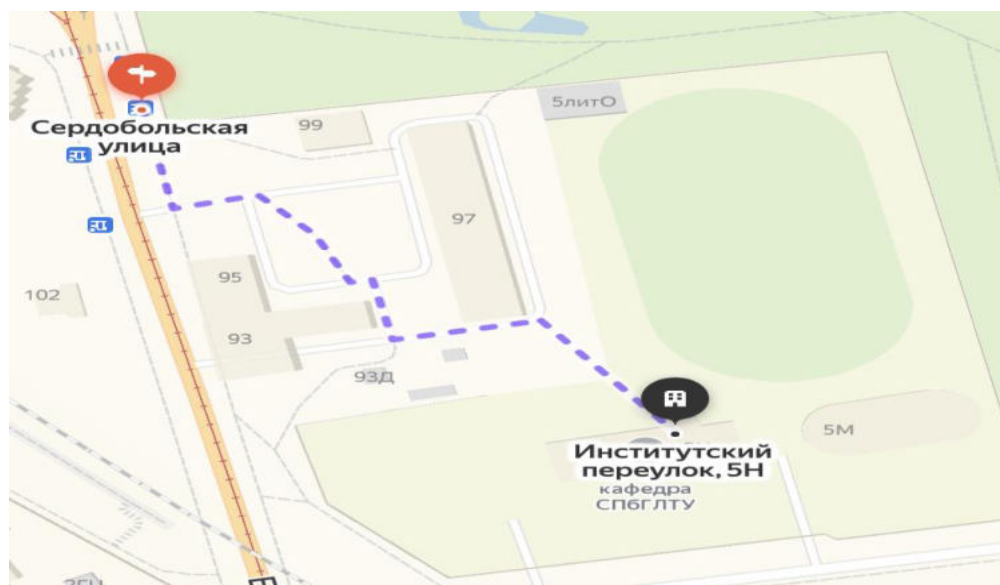 5литО
99
Сердобольская
улица
97
95
102
93
93Д
5М
Институтский
переулок, 5Н
кафедра
СПбГЛТУ